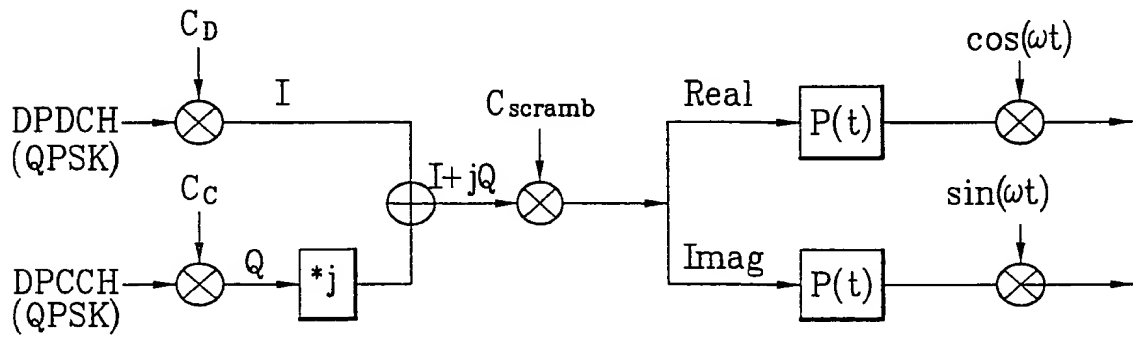 C_D
cos(ωt)
I
Real
DPDCH
(QPSK)
C_scramb
P(t)
I+jQ
C_C
sin(ωt)
Q
Imag
DPCCH
(QPSK)
*j
P(t)